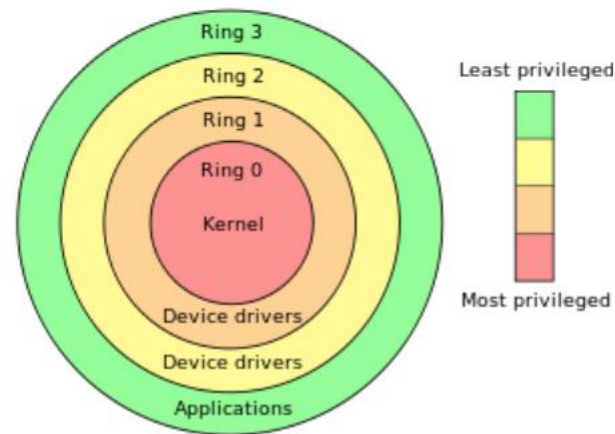 Ring 3
Ring 2
Ring 1
Ring 0
Kernel
Device drivers
Device drivers
Applications
Least privileged
Most privileged